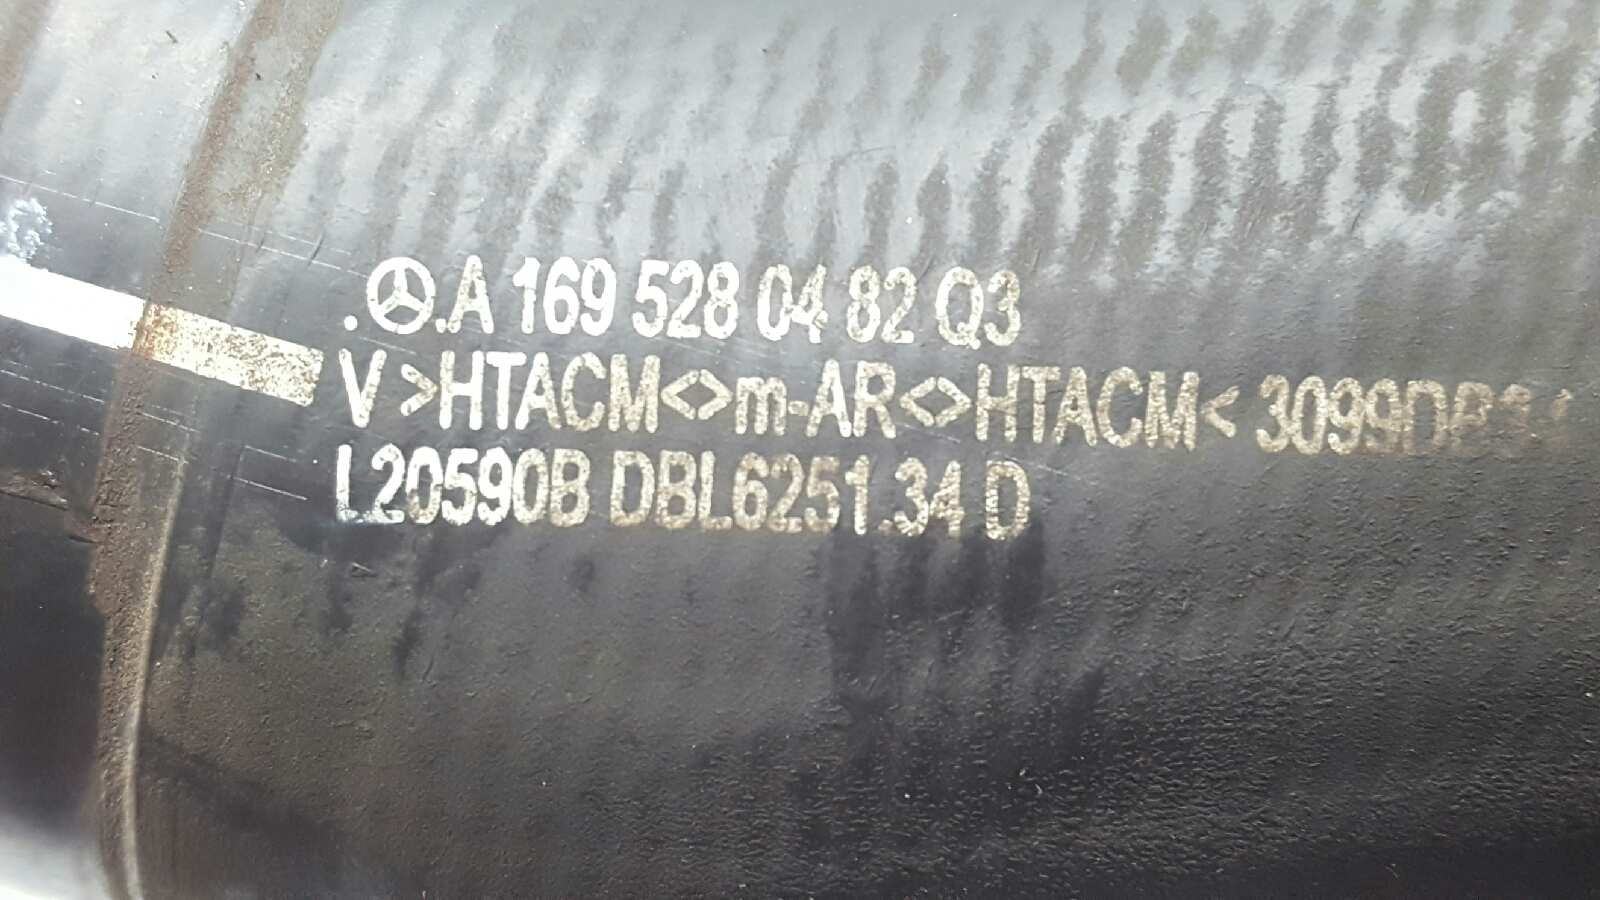 .A 169 528 04 82 Q3
V >HTACM<>m-AR<>HTACM<
L20590B DBL6251.34 D